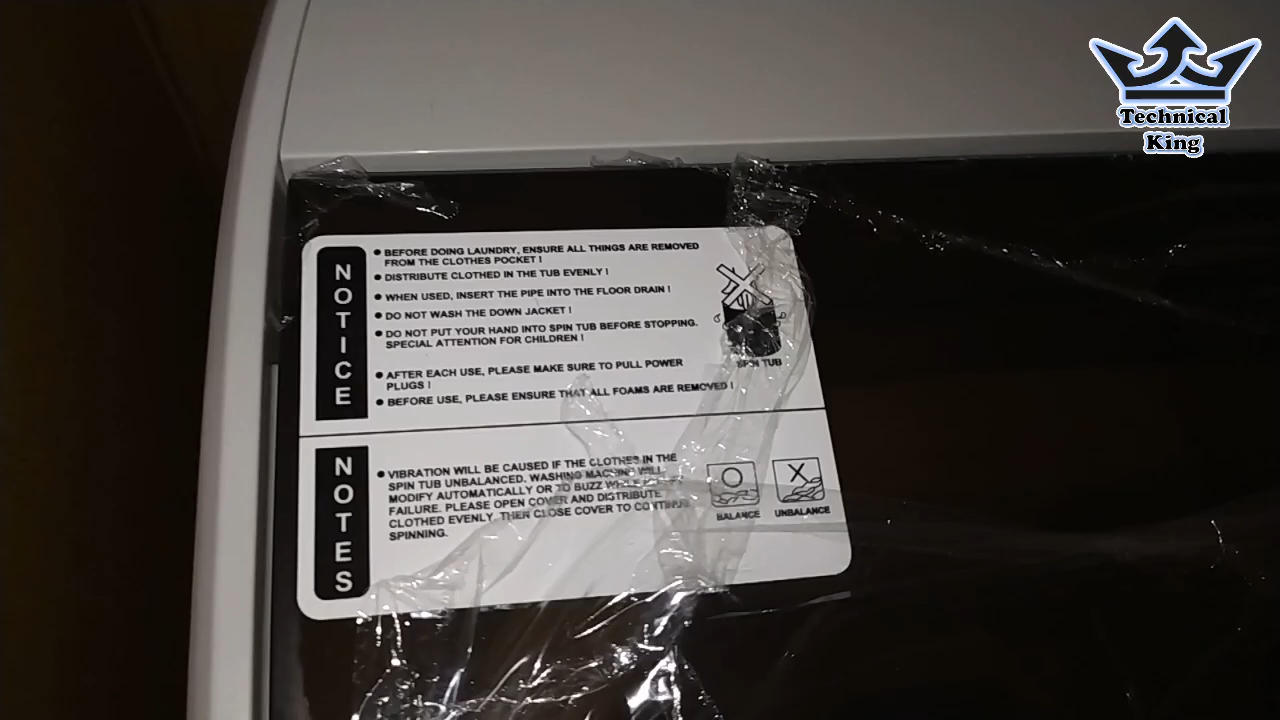 Technical
King
NOTICE
● BEFORE DOING LAUNDRY, ENSURE ALL THINGS ARE REMOVED
FROM THE CLOTHES POCKET !
● DISTRIBUTE CLOTHED IN THE TUB EVENLY !
● WHEN USED, INSERT THE PIPE INTO THE FLOOR DRAIN !
● DO NOT WASH THE DOWN JACKET !
● DO NOT PUT YOUR HAND INTO SPIN TUB BEFORE STOPPING.
SPECIAL ATTENTION FOR CHILDREN !
● AFTER EACH USE, PLEASE MAKE SURE TO PULL POWER
PLUGS !
● BEFORE USE, PLEASE ENSURE THAT ALL FOAMS ARE REMOVED !
SPIN TUB
NOTES
● VIBRATION WILL BE CAUSED IF THE CLOTHES IN THE
SPIN TUB UNBALANCED. WASHING MACHINE WILL
MODIFY AUTOMATICALLY OR TO BUZZ WHILE
FAILURE. PLEASE OPEN COVER AND DISTRIBUTE
CLOTHED EVENLY, THEN CLOSE COVER TO CONTINUE
SPINNING.
BALANCE
UNBALANCE